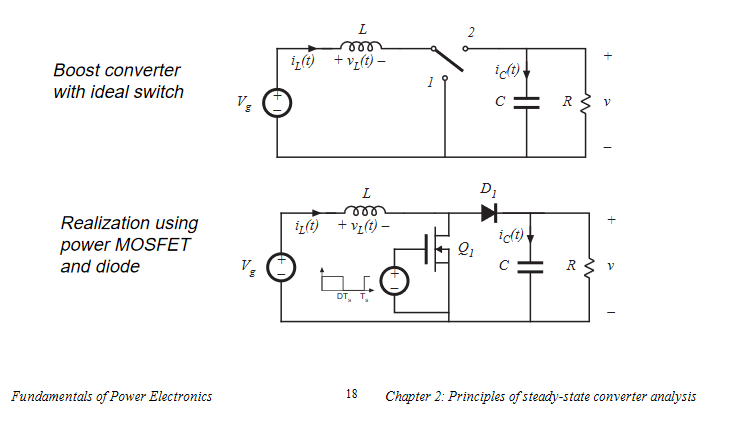 L
2
i_L(t) + v_L(t) –
Boost converter
with ideal switch
i_C(t)
+
1
V_g
+
–
C
R
v
–
D_1
L
Realization using
power MOSFET
and diode
i_L(t) + v_L(t) –
Q_1
i_C(t)
+
V_g
+
–
+
–
C
R
v
DT_s T_s
–
Fundamentals of Power Electronics
18
Chapter 2: Principles of steady-state converter analysis